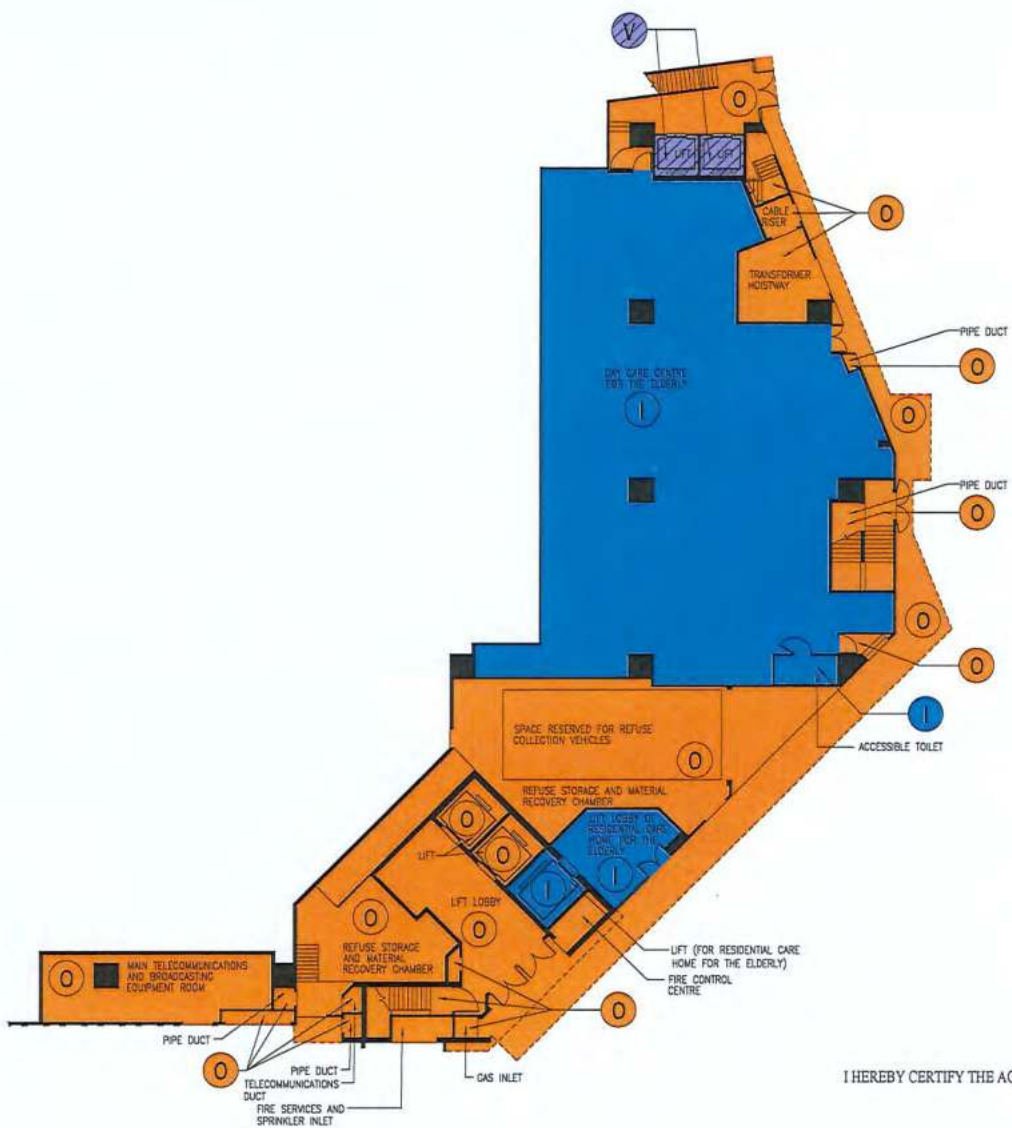 V
O
LIFT
LIFT
CABLE
RISER
O
TRANSFORMER
HOISTWAY
PIPE DUCT
O
DAY CARE CENTRE
FOR THE ELDERLY
I
O
PIPE DUCT
O
O
O
I
ACCESSIBLE TOILET
SPACE RESERVED FOR REFUSE
COLLECTION VEHICLES
O
REFUSE STORAGE AND MATERIAL
RECOVERY CHAMBER
LIFT LOBBY OF
RESIDENTIAL CARE
HOME FOR THE
ELDERLY
I
O
LIFT
O
I
LIFT LOBBY
O
O
REFUSE STORAGE
AND MATERIAL
RECOVERY CHAMBER
LIFT (FOR RESIDENTIAL CARE
HOME FOR THE ELDERLY)
FIRE CONTROL
CENTRE
O
MAIN TELECOMMUNICATIONS
AND BROADCASTING
EQUIPMENT ROOM
O
PIPE DUCT
O
PIPE DUCT
TELECOMMUNICATIONS
DUCT
GAS INLET
FIRE SERVICES AND
SPRINKLER INLET
I HEREBY CERTIFY THE AC